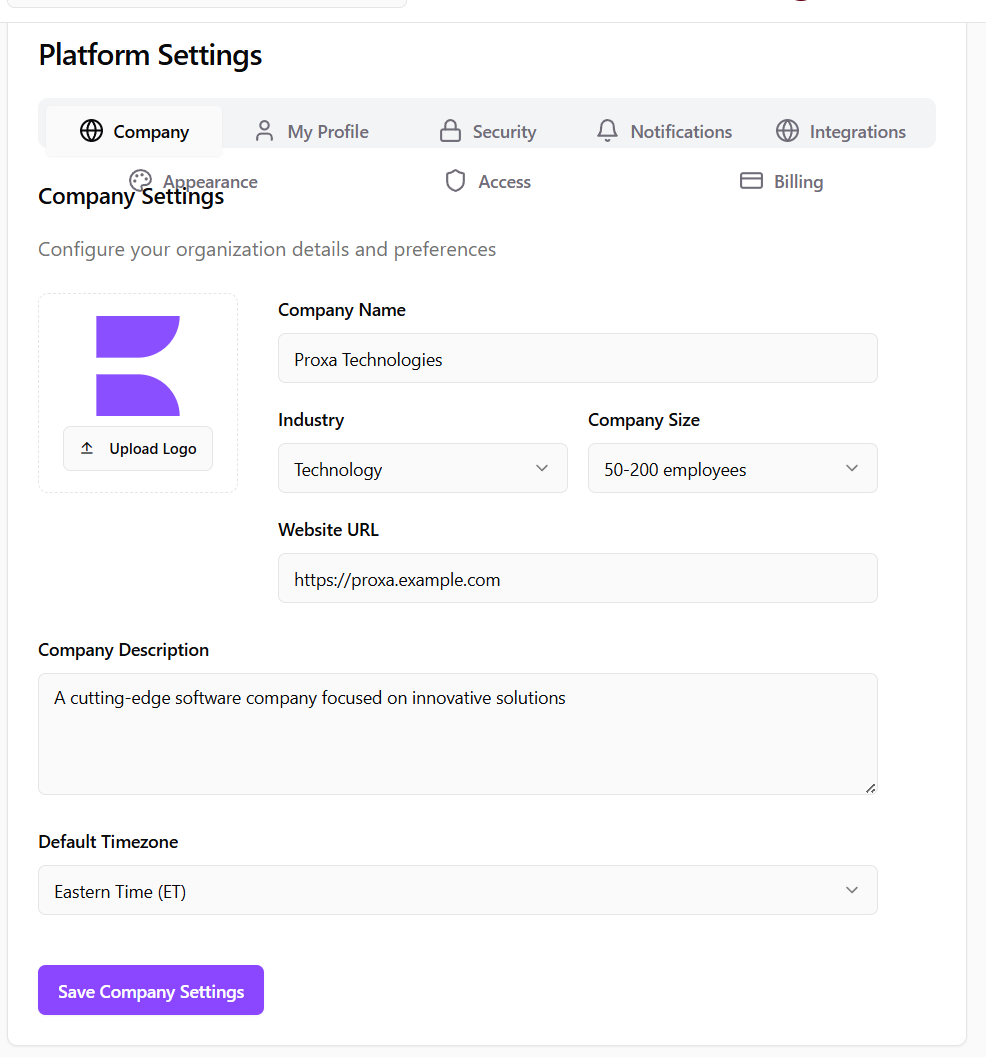 Platform Settings
Company My Profile Security Notifications Integrations
Appearance Access Billing
Company Settings
Configure your organization details and preferences
Company Name
Proxa Technologies
Upload Logo
Industry Company Size
Technology 50-200 employees
Website URL
https://proxa.example.com
Company Description
A cutting-edge software company focused on innovative solutions
Default Timezone
Eastern Time (ET)
Save Company Settings